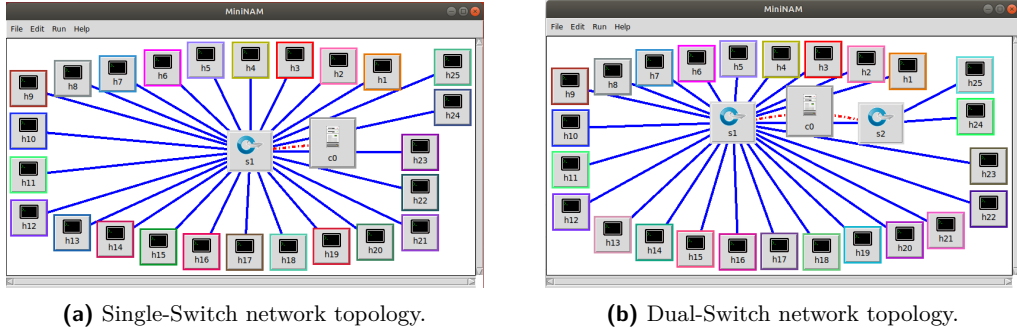 MiniNAM
File Edit Run Help
h9
h8
h7
h6
h5
h4
h3
h2
h1
h25
h24
h10
s1
c0
h23
h11
h22
h12
h13
h14
h15
h16
h17
h18
h19
h20
h21
(a) Single-Switch network topology.
MiniNAM
File Edit Run Help
h9
h8
h7
h6
h5
h4
h3
h2
h1
h25
h24
h10
s1
c0
s2
h23
h11
h22
h12
h13
h14
h15
h16
h17
h18
h19
h20
h21
(b) Dual-Switch network topology.